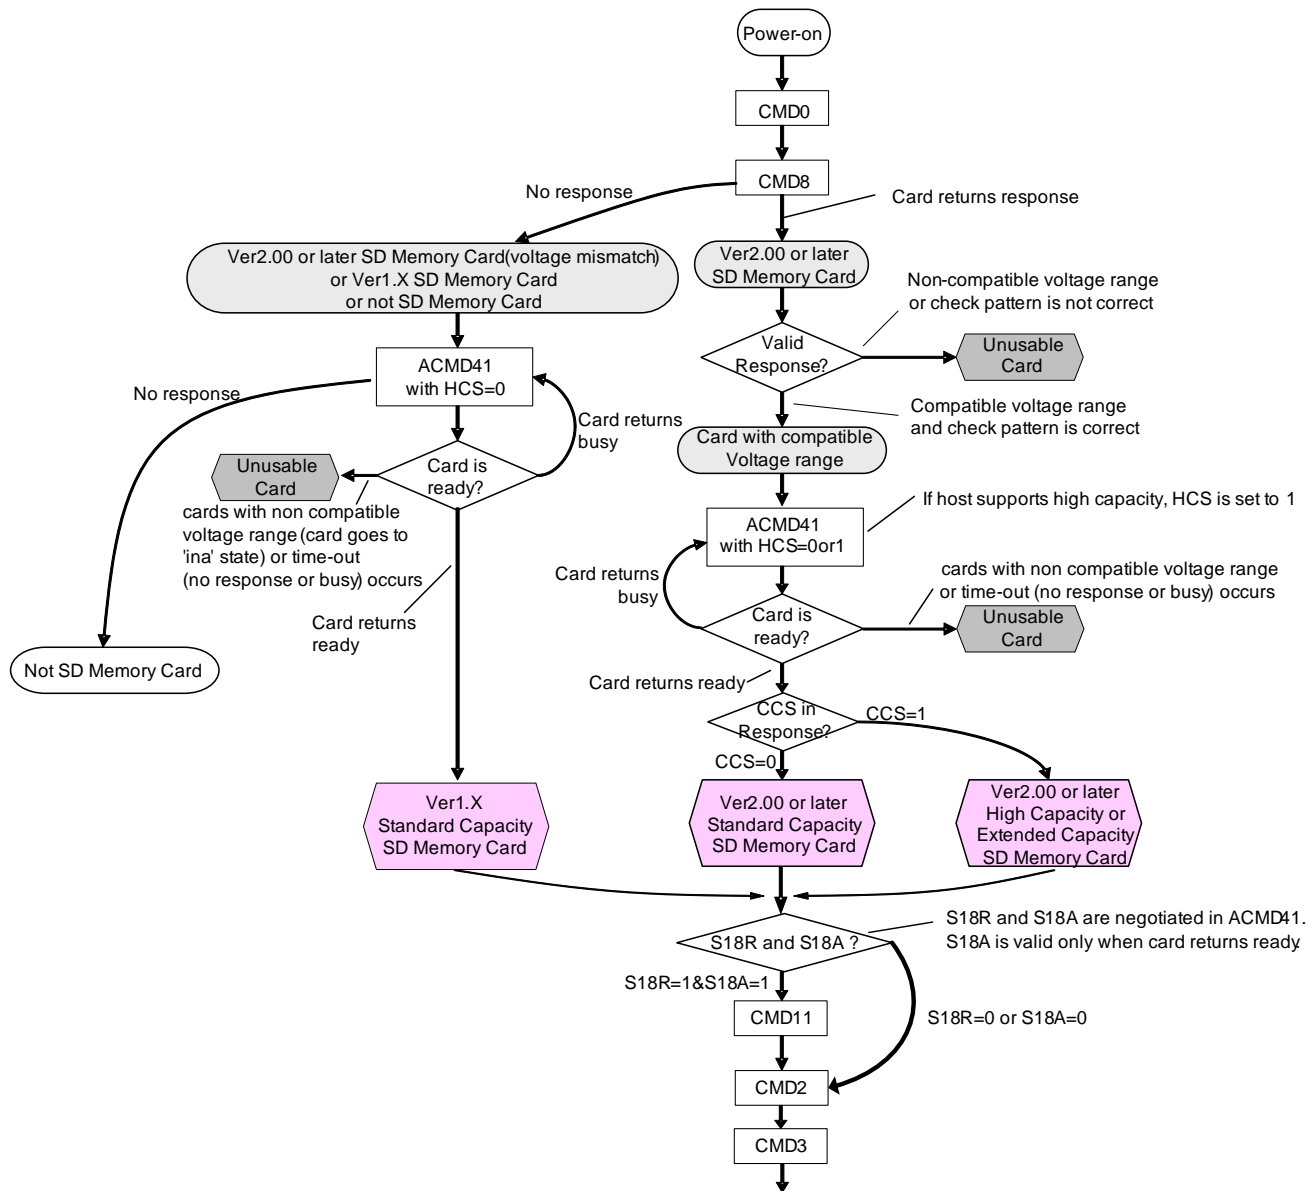 Power-on
CMD0
CMD8
No response
Card returns response
Ver2.00 or later SD Memory Card(voltage mismatch)
or Ver1.X SD Memory Card
or not SD Memory Card
Ver2.00 or later
SD Memory Card
Non-compatible voltage range
or check pattern is not correct
Valid
Response?
Unusable
Card
ACMD41
with HCS=0
No response
Card returns
busy
Compatible voltage range
and check pattern is correct
Card with compatible
Voltage range
Card is
ready?
Unusable
Card
cards with non compatible
voltage range (card goes to
'ina' state) or time-out
(no response or busy) occurs
If host supports high capacity, HCS is set to 1
ACMD41
with HCS=0or1
Card returns
busy
cards with non compatible voltage range
or time-out (no response or busy) occurs
Card is
ready?
Unusable
Card
Card returns
ready
Not SD Memory Card
Card returns ready
CCS in
Response?
CCS=1
CCS=0
Ver1.X
Standard Capacity
SD Memory Card
Ver2.00 or later
Standard Capacity
SD Memory Card
Ver2.00 or later
High Capacity or
Extended Capacity
SD Memory Card
S18R and S18A are negotiated in ACMD41.
S18A is valid only when card returns ready.
S18R and S18A ?
S18R=1&S18A=1
CMD11
S18R=0 or S18A=0
CMD2
CMD3